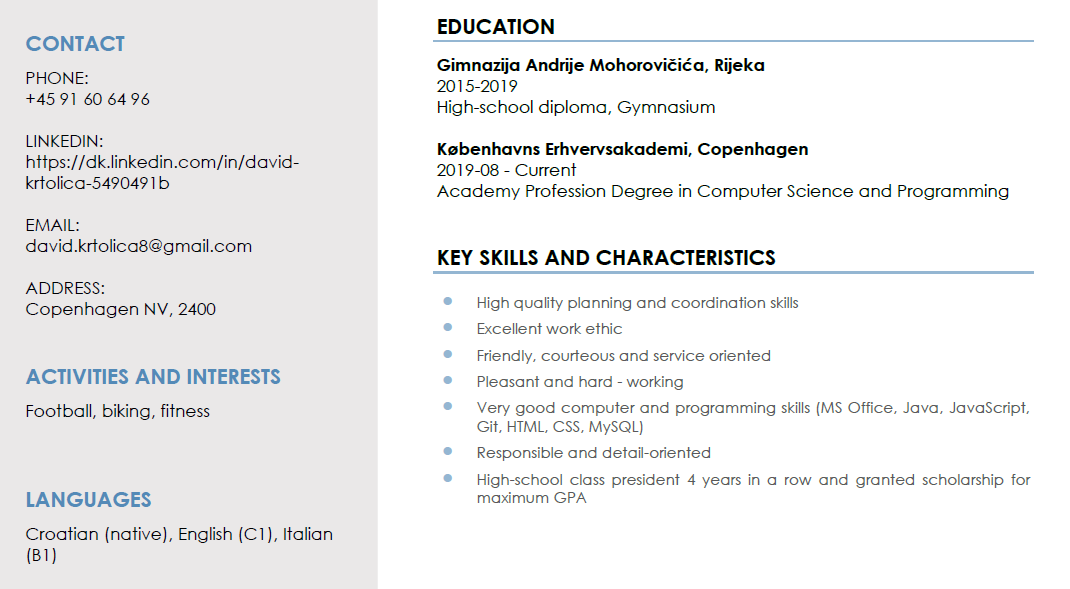 CONTACT
PHONE:
+45 91 60 64 96
LINKEDIN:
https://dk.linkedin.com/in/david-
krtolica-5490491b
EMAIL:
david.krtolica8@gmail.com
ADDRESS:
Copenhagen NV, 2400
ACTIVITIES AND INTERESTS
Football, biking, fitness
LANGUAGES
Croatian (native), English (C1), Italian
(B1)
EDUCATION
Gimnazija Andrije Mohorovičića, Rijeka
2015-2019
High-school diploma, Gymnasium
Københavns Erhvervsakademi, Copenhagen
2019-08 - Current
Academy Profession Degree in Computer Science and Programming
KEY SKILLS AND CHARACTERISTICS
High quality planning and coordination skills
Excellent work ethic
Friendly, courteous and service oriented
Pleasant and hard - working
Very good computer and programming skills (MS Office, Java, JavaScript,
Git, HTML, CSS, MySQL)
Responsible and detail-oriented
High-school class president 4 years in a row and granted scholarship for
maximum GPA